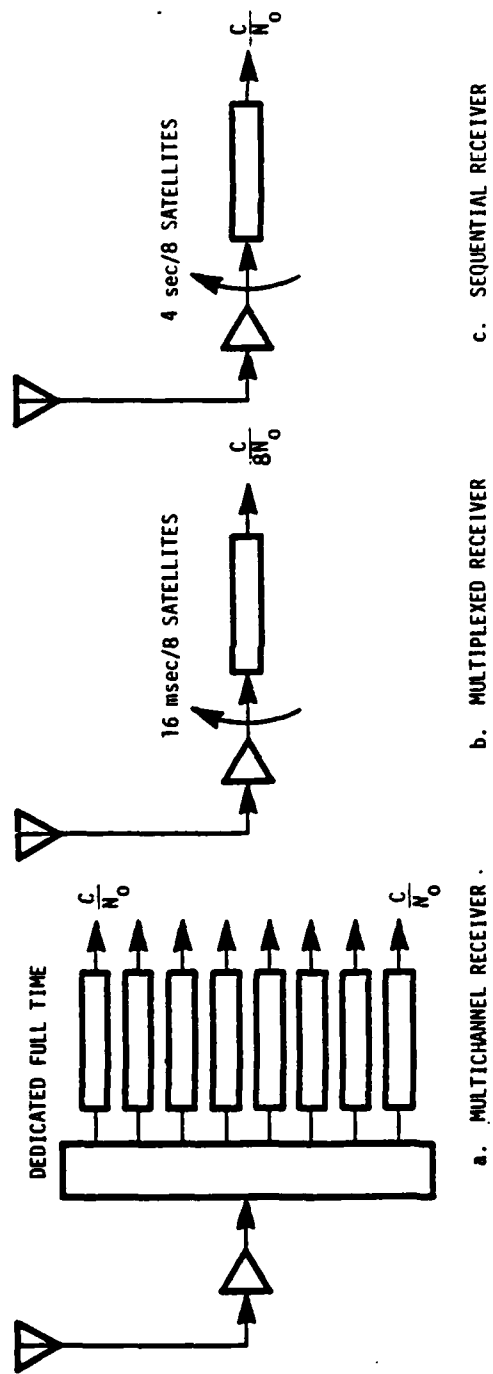 DEDICATED FULL TIME
C
N₀
C
N₀
a. MULTICHANNEL RECEIVER.
16 msec/8 SATELLITES
C
8N₀
b. MULTIPLEXED RECEIVER
4 sec/8 SATELLITES
C
N₀
c. SEQUENTIAL RECEIVER